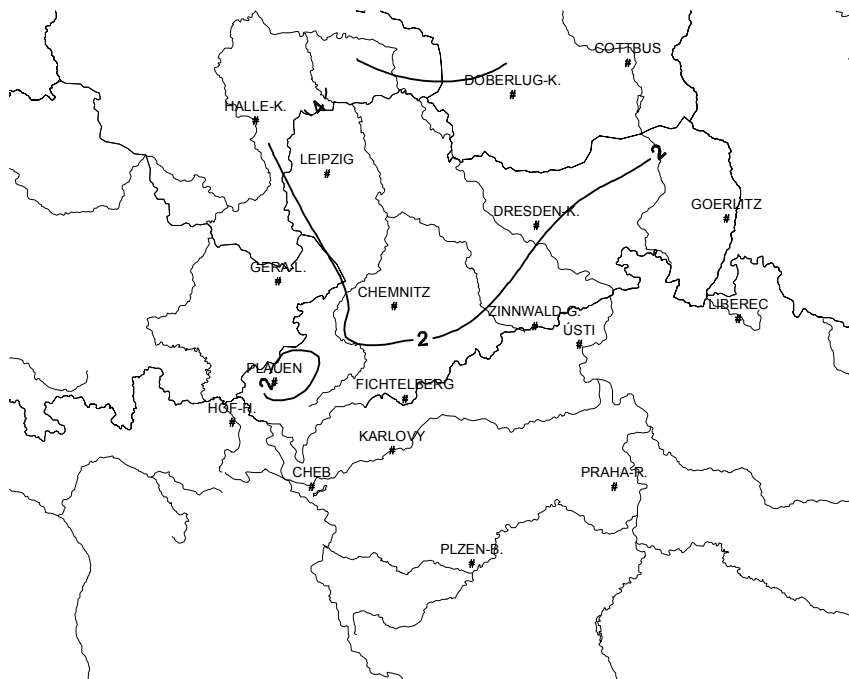 COTTBUS
#
DOBERLUG-K.
#
HALLE-K.
#
4
LEIPZIG
#
2
DRESDEN-K.
#
GOERLITZ
#
GERA-L.
#
CHEMNITZ
#
ZINNWALD-G.
#
LIBEREC
#
ÚSTI
#
2
PLAUEN
#
2
FICHTELBERG
#
HOF-H.
#
KARLOVY
#
CHEB
#
PRAHA-R.
#
PLZEN-B.
#